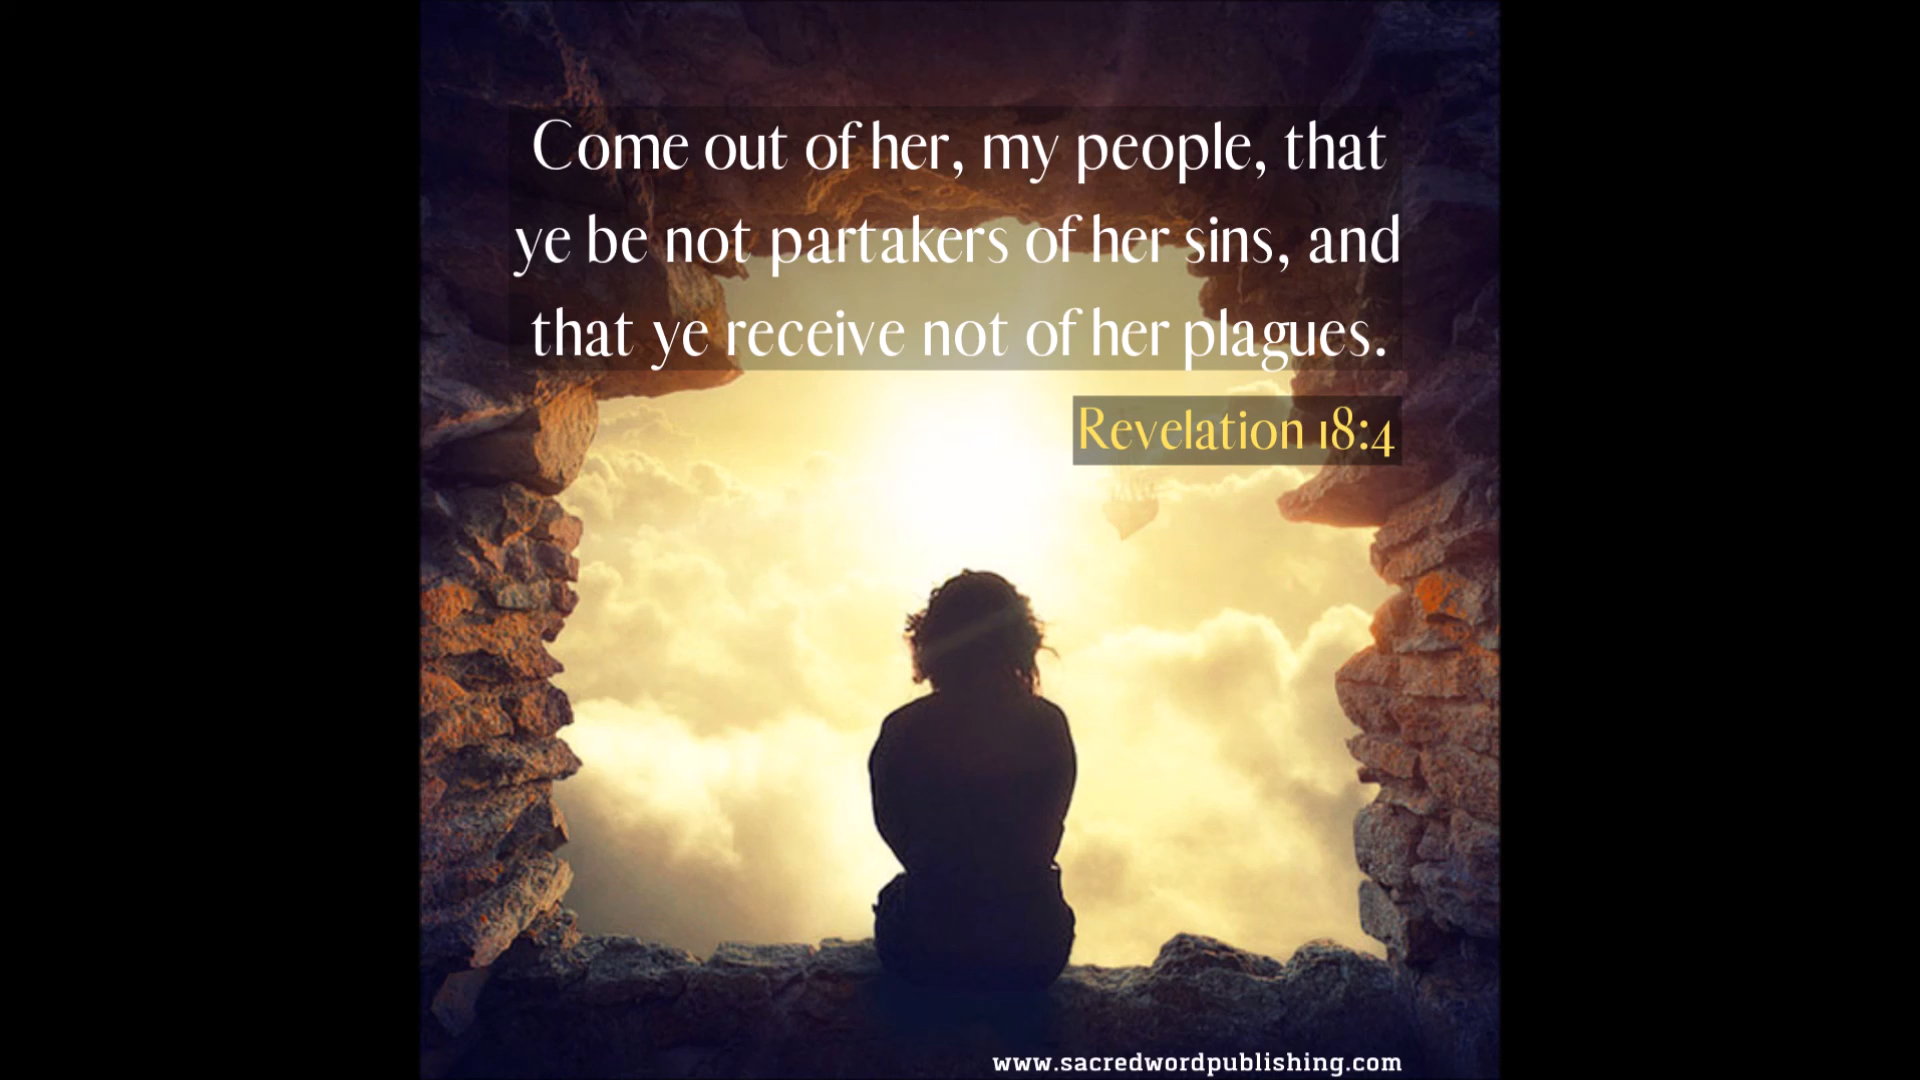 Come out of her, my people, that
ye be not partakers of her sins, and
that ye receive not of her plagues.
Revelation 18:4
www.sacredwordpublishing.com